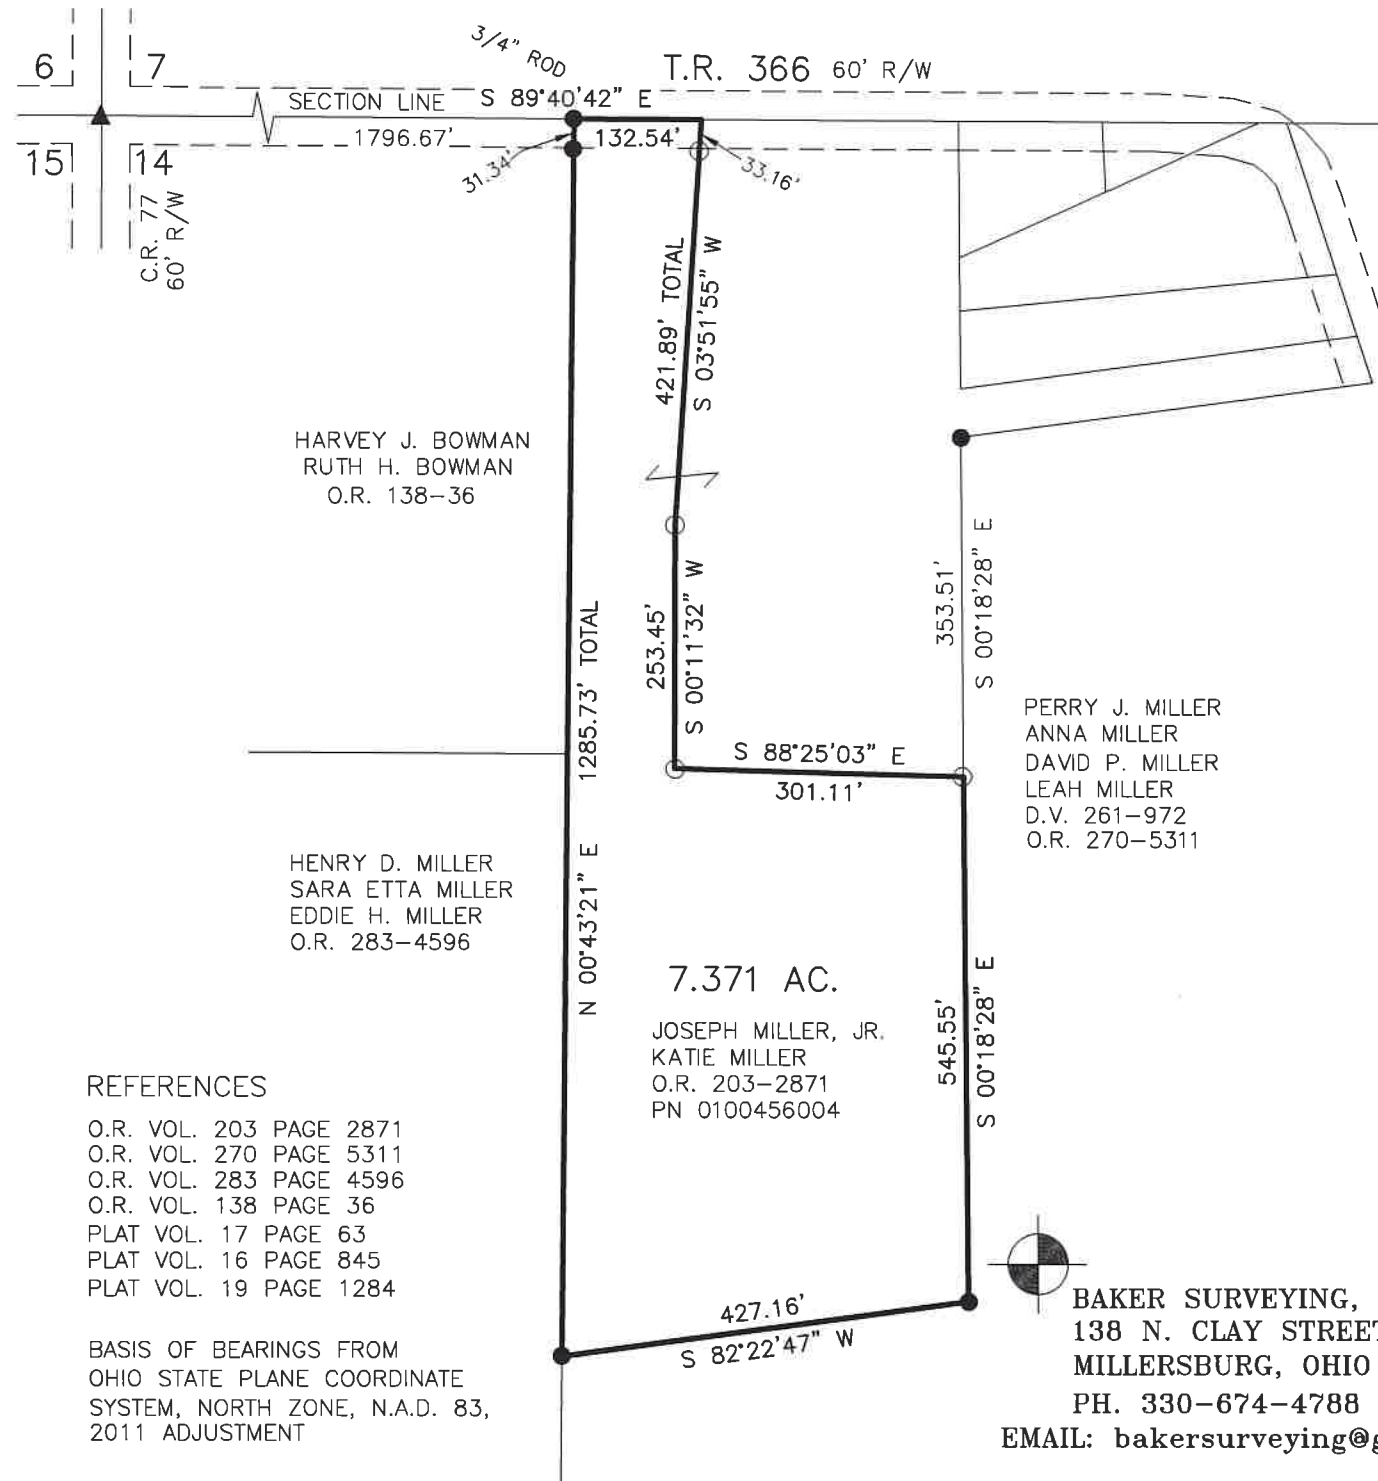 3/4" ROD
T.R. 366 60' R/W
6
7
SECTION LINE
S 89°40'42" E
1796.67'
132.54'
31.34'
33.16'
15
14
C.R. 77
60' R/W
421.89' TOTAL
S 03°51'55" W
HARVEY J. BOWMAN
RUTH H. BOWMAN
O.R. 138-36
253.45'
S 00°11'32" W
353.51'
S 00°18'28" E
1285.73' TOTAL
N 00°43'21" E
S 88°25'03" E
301.11'
PERRY J. MILLER
ANNA MILLER
DAVID P. MILLER
LEAH MILLER
D.V. 261-972
O.R. 270-5311
HENRY D. MILLER
SARA ETTA MILLER
EDDIE H. MILLER
O.R. 283-4596
7.371 AC.
JOSEPH MILLER, JR.
KATIE MILLER
O.R. 203-2871
PN 0100456004
545.55'
S 00°18'28" E
REFERENCES
O.R. VOL. 203 PAGE 2871
O.R. VOL. 270 PAGE 5311
O.R. VOL. 283 PAGE 4596
O.R. VOL. 138 PAGE 36
PLAT VOL. 17 PAGE 63
PLAT VOL. 16 PAGE 845
PLAT VOL. 19 PAGE 1284
427.16'
S 82°22'47" W
BASIS OF BEARINGS FROM
OHIO STATE PLANE COORDINATE
SYSTEM, NORTH ZONE, N.A.D. 83,
2011 ADJUSTMENT
BAKER SURVEYING,
138 N. CLAY STREET
MILLERSBURG, OHIO
PH. 330-674-4788
EMAIL: bakersurveying@g